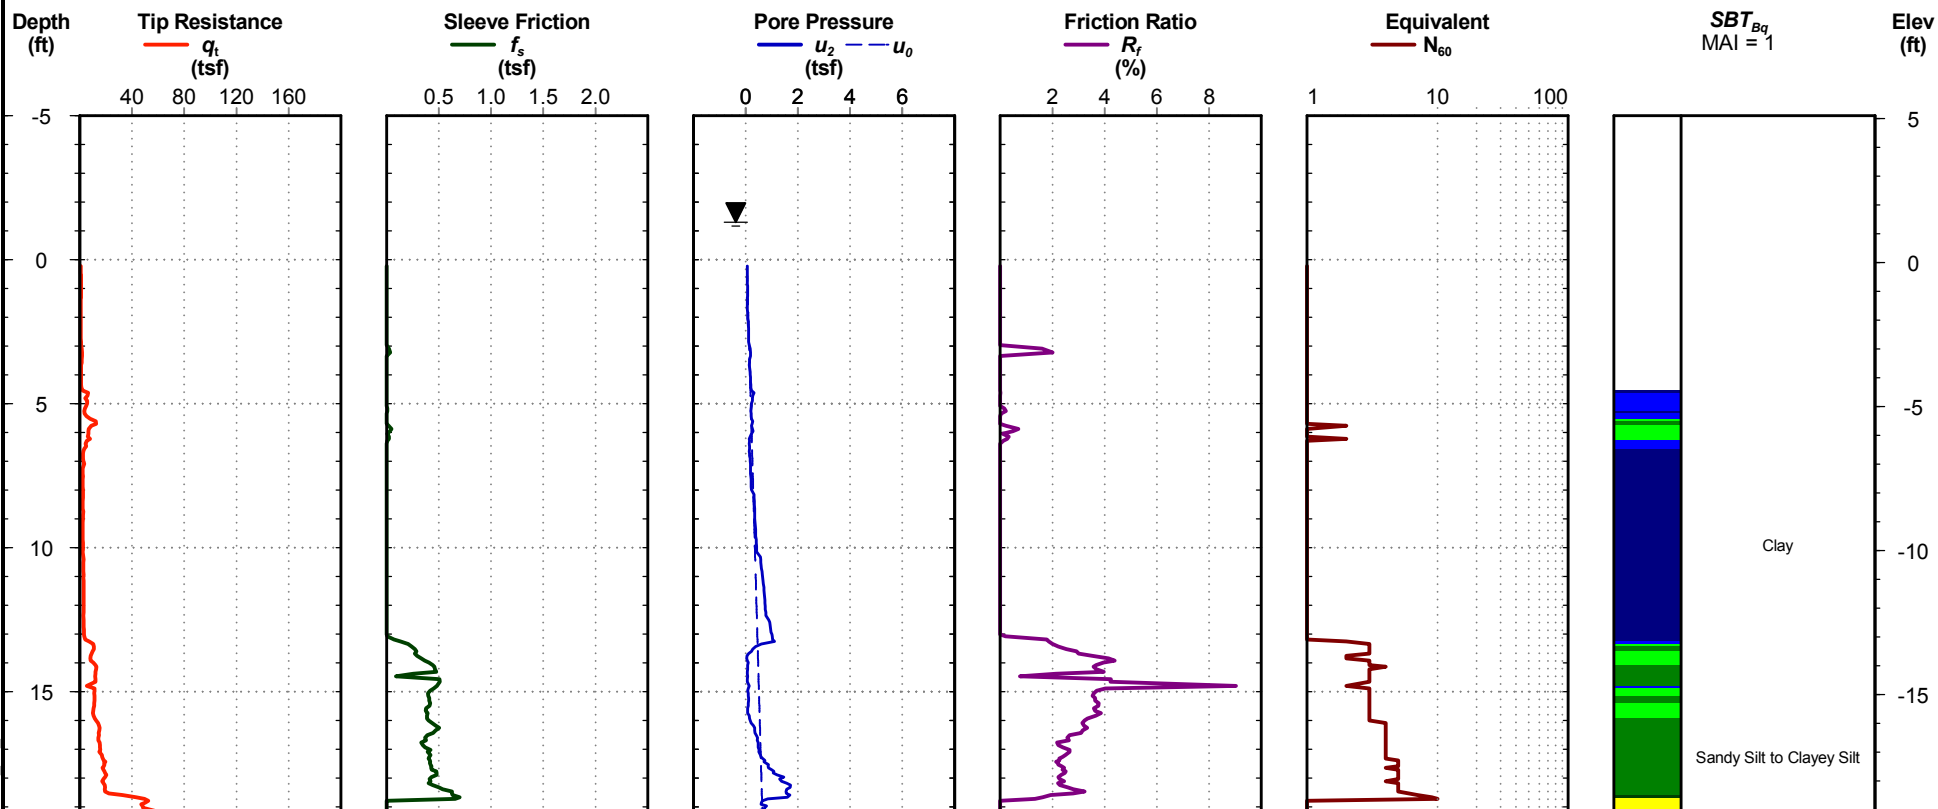 Depth
(ft)
Tip Resistance
qt
(tsf)
Sleeve Friction
fs
(tsf)
Pore Pressure
u2 u0
(tsf)
Friction Ratio
Rf
(%)
Equivalent
N60
SBTBq
MAI = 1
Elev
(ft)
40 80 120 160
0.5 1.0 1.5 2.0
0 2 4 6
2 4 6 8
1 10 100
-5
0
5
10
15
5
0
-5
-10
-15
Clay
Sandy Silt to Clayey Silt